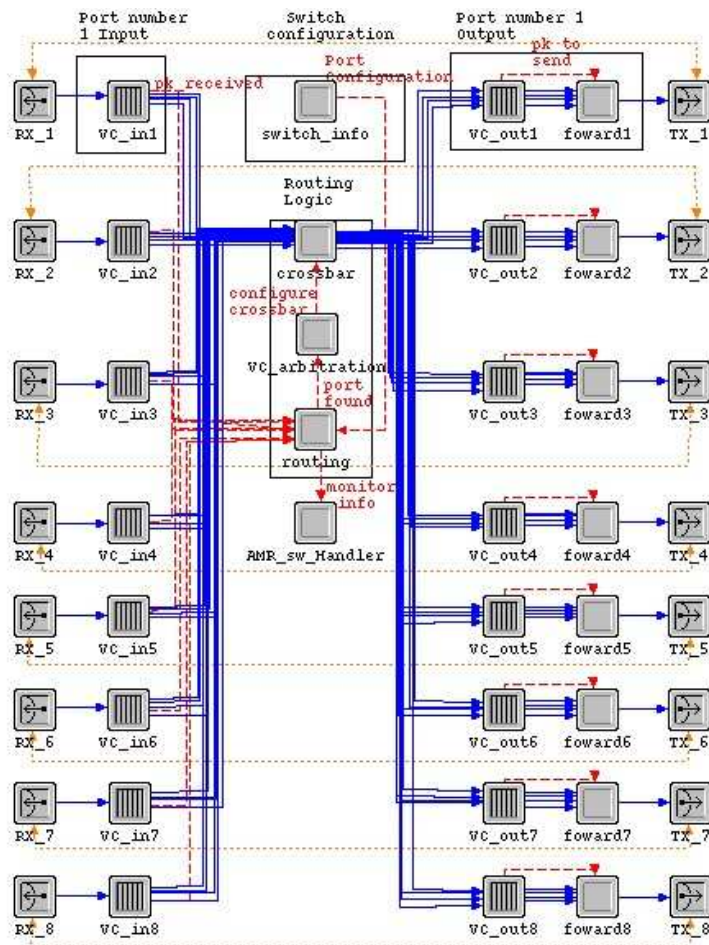 Port number
1 Input
Switch
configuration
Port number 1
Output
pk to
send
Port
Configuration
pk_received
RX_1
VC_in1
switch_info
VC_out1
foward1
TX_1
Routing
Logic
RX_2
VC_in2
crossbar
VC_out2
foward2
TX_2
configure
crossbar
VC_arbitration
port
found
RX_3
VC_in3
VC_out3
foward3
TX_3
routing
monitor
info
RX_4
VC_in4
AMR_sw_Handler
VC_out4
foward4
TX_4
RX_5
VC_in5
VC_out5
foward5
TX_5
RX_6
VC_in6
VC_out6
foward6
TX_6
RX_7
VC_in7
VC_out7
foward7
TX_7
RX_8
VC_in8
VC_out8
foward8
TX_8